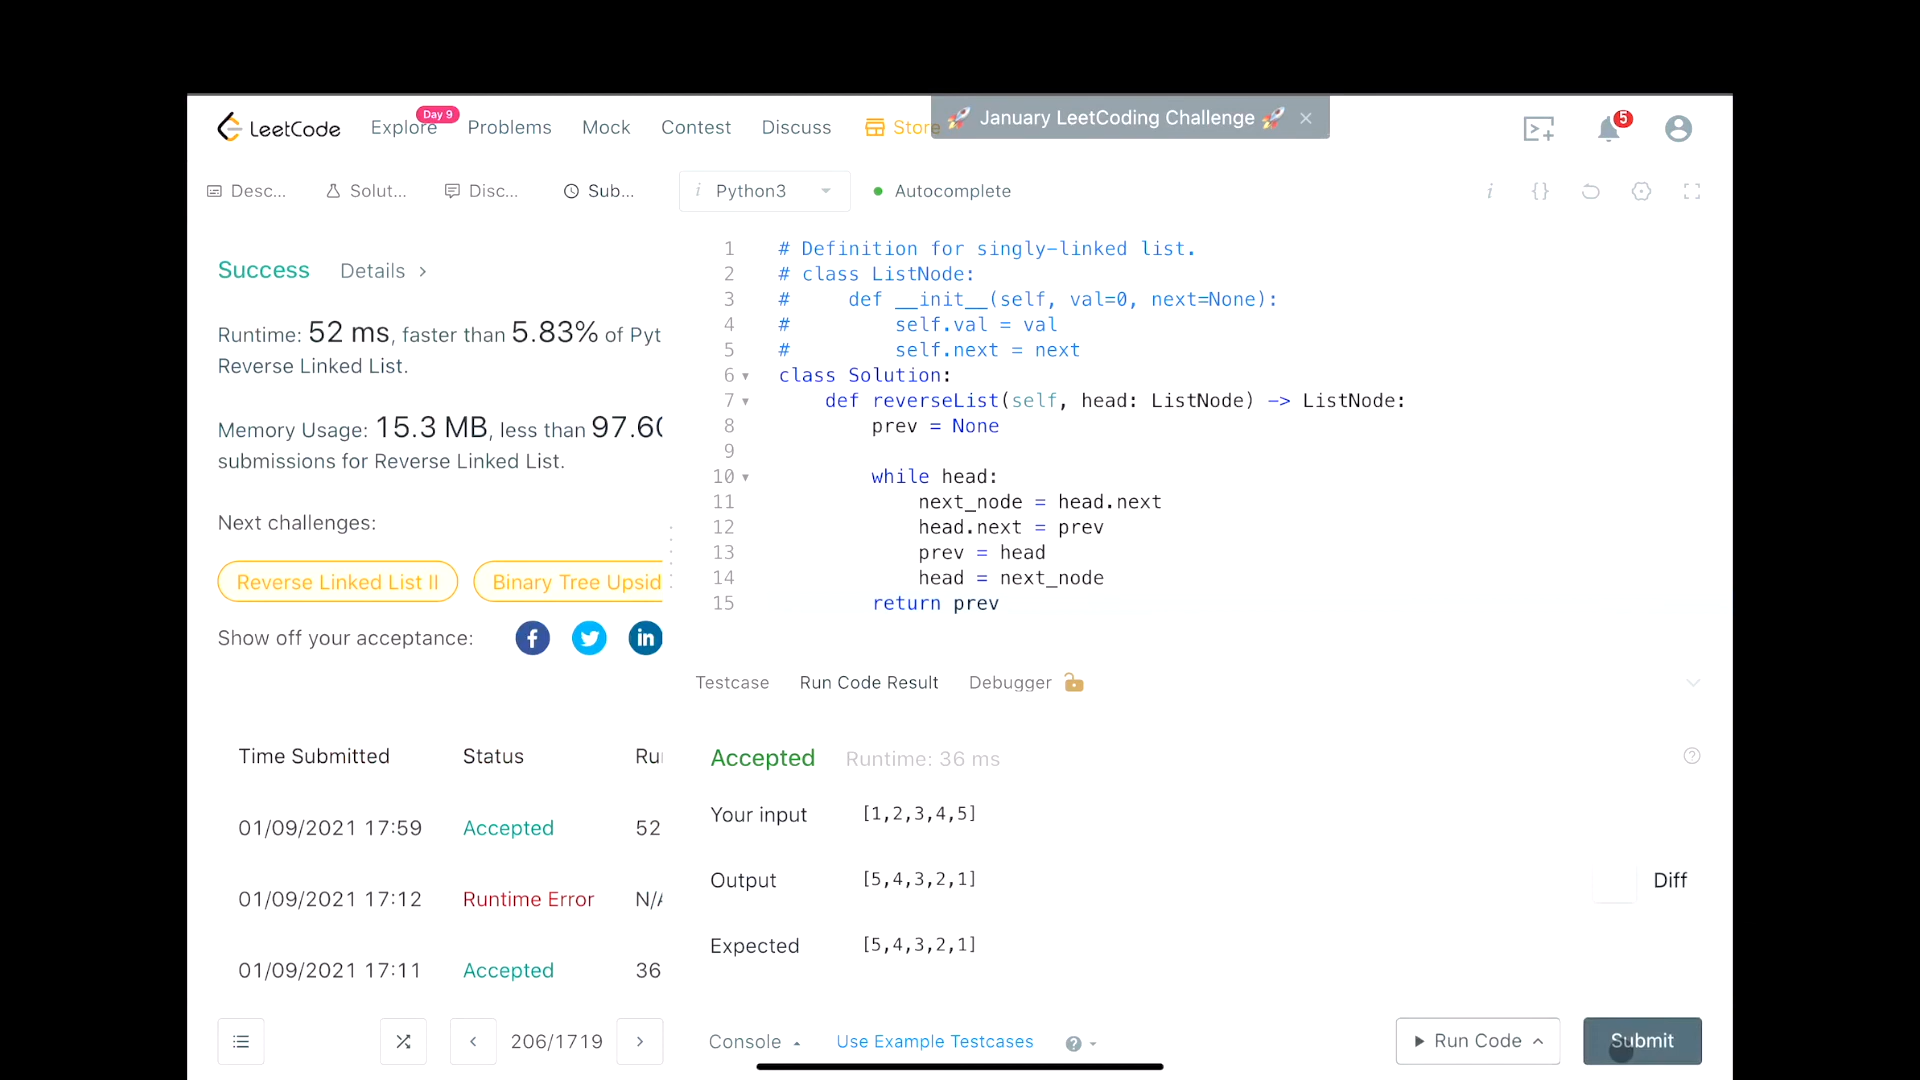 LeetCode
Explore
Day 9
Problems
Mock
Contest
Discuss
Store
🚀 January LeetCoding Challenge 🚀 ×
5
Desc...
Solut...
Disc...
Sub...
i Python3
Autocomplete
i {}
Success Details >
Runtime: 52 ms, faster than 5.83% of Pyt
Reverse Linked List.
Memory Usage: 15.3 MB, less than 97.60
submissions for Reverse Linked List.
Next challenges:
Reverse Linked List II
Binary Tree Upsid
Show off your acceptance:
Time Submitted Status Ru
01/09/2021 17:59 Accepted 52
01/09/2021 17:12 Runtime Error N/A
01/09/2021 17:11 Accepted 36
206/1719
1 # Definition for singly-linked list.
2 # class ListNode:
3 #     def __init__(self, val=0, next=None):
4 #         self.val = val
5 #         self.next = next
6 class Solution:
7     def reverseList(self, head: ListNode) -> ListNode:
8         prev = None
9
10         while head:
11             next_node = head.next
12             head.next = prev
13             prev = head
14             head = next_node
15         return prev
Testcase Run Code Result Debugger
Accepted Runtime: 36 ms
Your input [1,2,3,4,5]
Output [5,4,3,2,1] Diff
Expected [5,4,3,2,1]
Console Use Example Testcases ?
Run Code
Submit